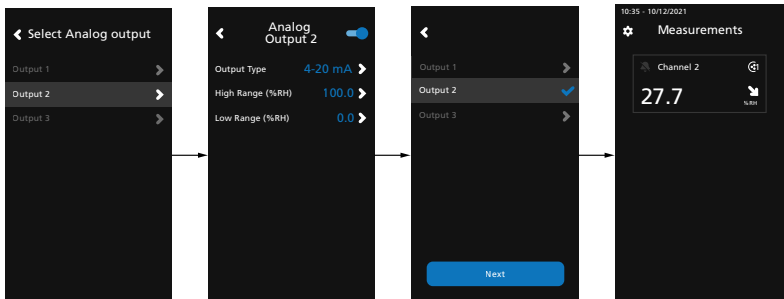 Select Analog output
Output 1
Output 2
Output 3
Analog
Output 2
Output Type 4-20 mA
High Range (%RH) 100.0
Low Range (%RH) 0.0
Output 1
Output 2
Output 3
Next
10:35 - 10/12/2021
Measurements
Channel 2 1
27.7 %RH